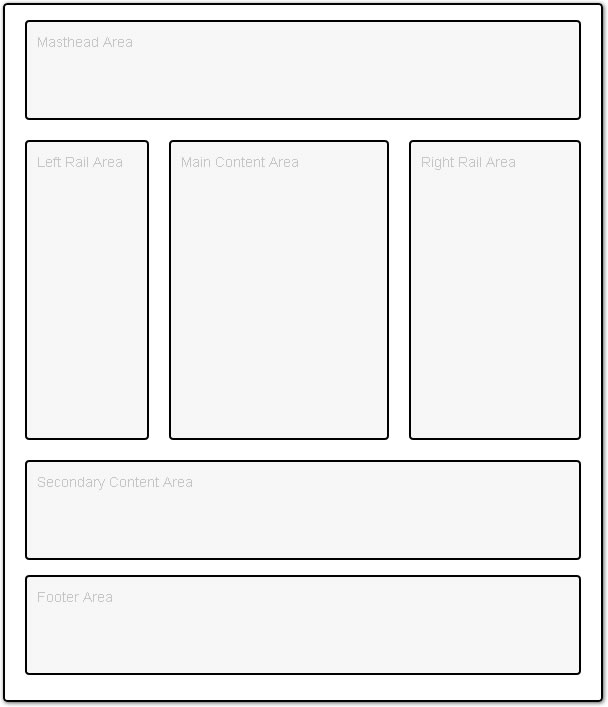 Masthead Area
Left Rail Area
Main Content Area
Right Rail Area
Secondary Content Area
Footer Area